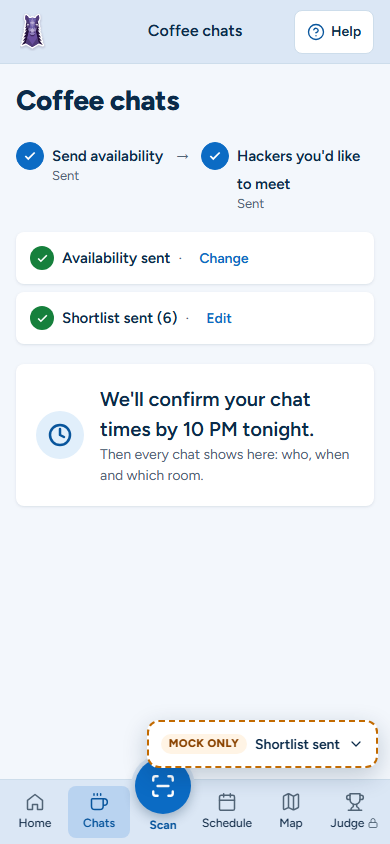 Coffee chats
Help
Coffee chats
Send availability
Sent
→
Hackers you'd like
to meet
Sent
Availability sent · Change
Shortlist sent (6) · Edit
We'll confirm your chat
times by 10 PM tonight.
Then every chat shows here: who, when
and which room.
MOCK ONLY Shortlist sent
Home
Chats
Scan
Schedule
Map
Judge